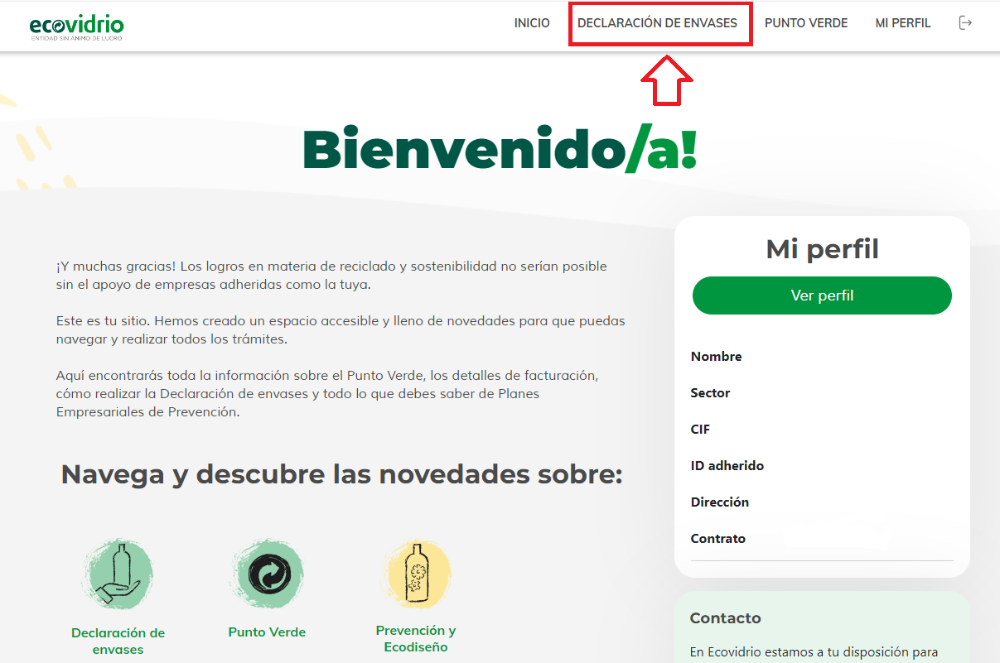 ecovidrio
ENTIDAD SIN ÁNIMO DE LUCRO
INICIO
DECLARACIÓN DE ENVASES
PUNTO VERDE
MI PERFIL
Bienvenido/a!
¡Y muchas gracias! Los logros en materia de reciclado y sostenibilidad no serían posible
sin el apoyo de empresas adheridas como la tuya.
Este es tu sitio. Hemos creado un espacio accesible y lleno de novedades para que puedas
navegar y realizar todos los trámites.
Aquí encontrarás toda la información sobre el Punto Verde, los detalles de facturación,
cómo realizar la Declaración de envases y todo lo que debes saber de Planes
Empresariales de Prevención.
Navega y descubre las novedades sobre:
Declaración de
envases
Punto Verde
Prevención y
Ecodiseño
Mi perfil
Ver perfil
Nombre
Sector
CIF
ID adherido
Dirección
Contrato
Contacto
En Ecovidrio estamos a tu disposición para